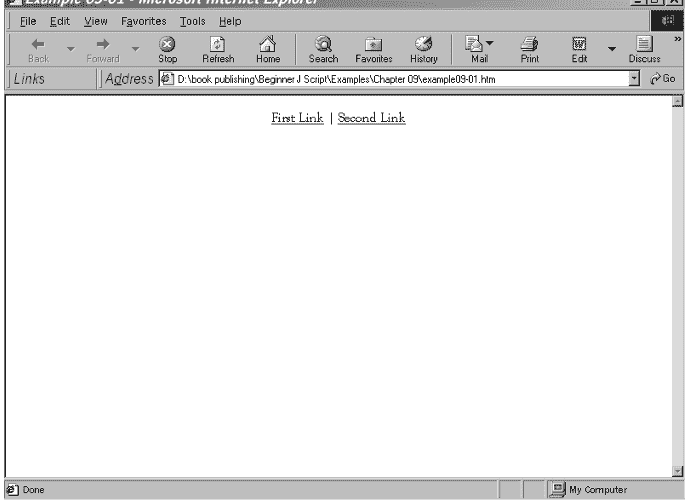 Example 09-01 - Microsoft Internet Explorer
File Edit View Favorites Tools Help
Back Forward Stop Refresh Home Search Favorites History Mail Print Edit Discuss »
Links Address D:\book publishing\Beginner J Script\Examples\Chapter 09\example09-01.htm Go
First Link | Second Link
Done My Computer